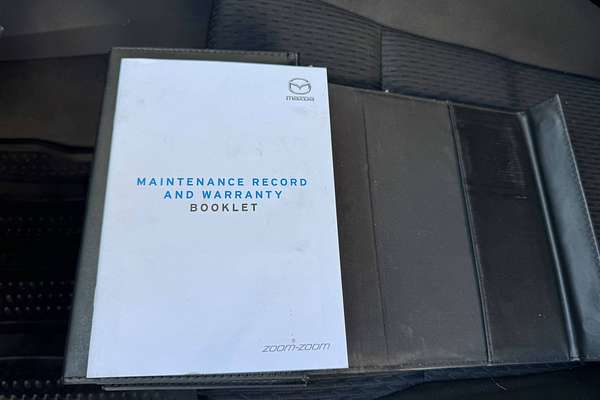 mazda
MAINTENANCE RECORD
AND WARRANTY
BOOKLET
ZOOM-ZOOM